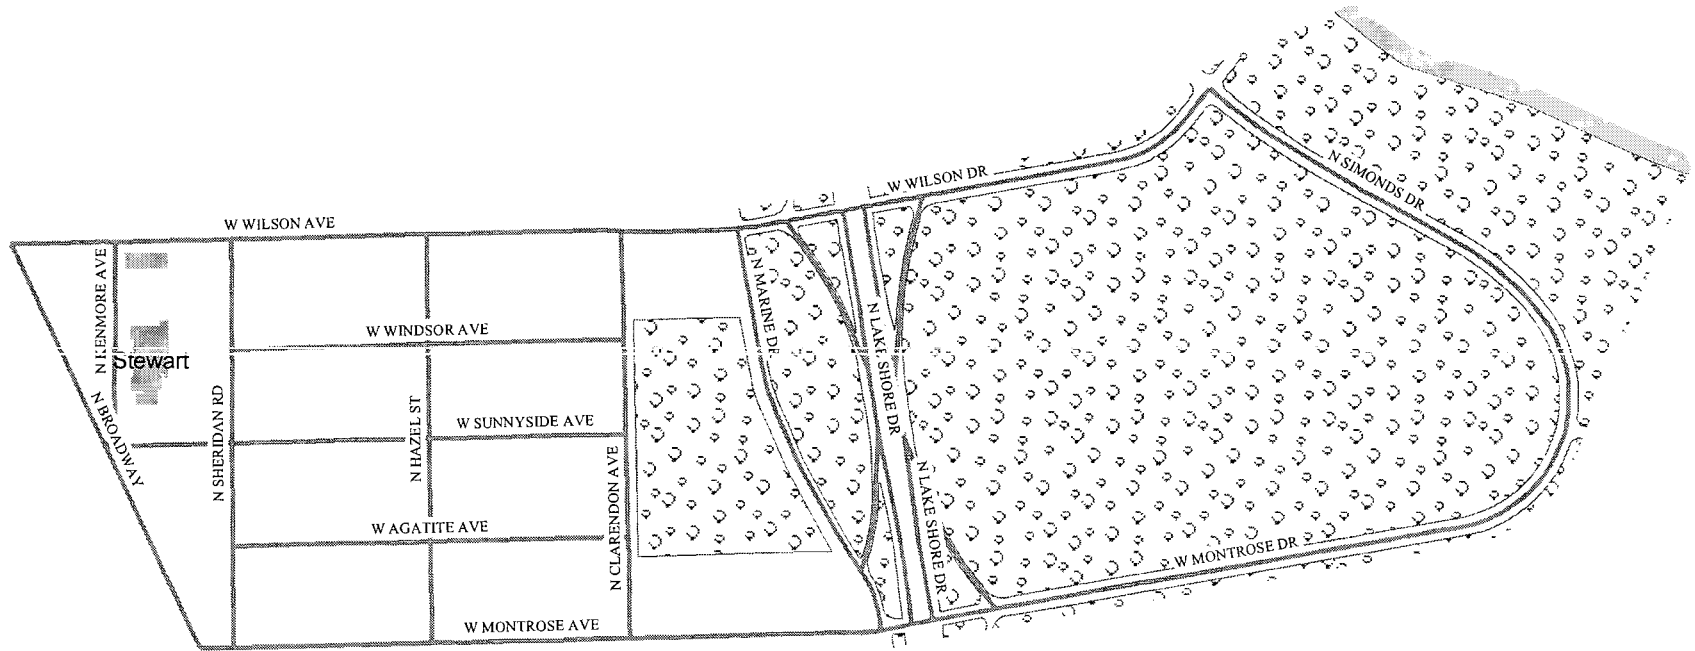 W WILSON DR
N SIMONDS DR
W WILSON AVE
N KENMORE AVE
N MARINE DR
W WINDSOR AVE
N LAKE SHORE DR
Stewart
N BROADWAY
N SHERIDAN RD
N HAZEL ST
W SUNNYSIDE AVE
N CLARENDON AVE
N LAKE SHORE DR
W AGATITE AVE
W MONTROSE DR
W MONTROSE AVE